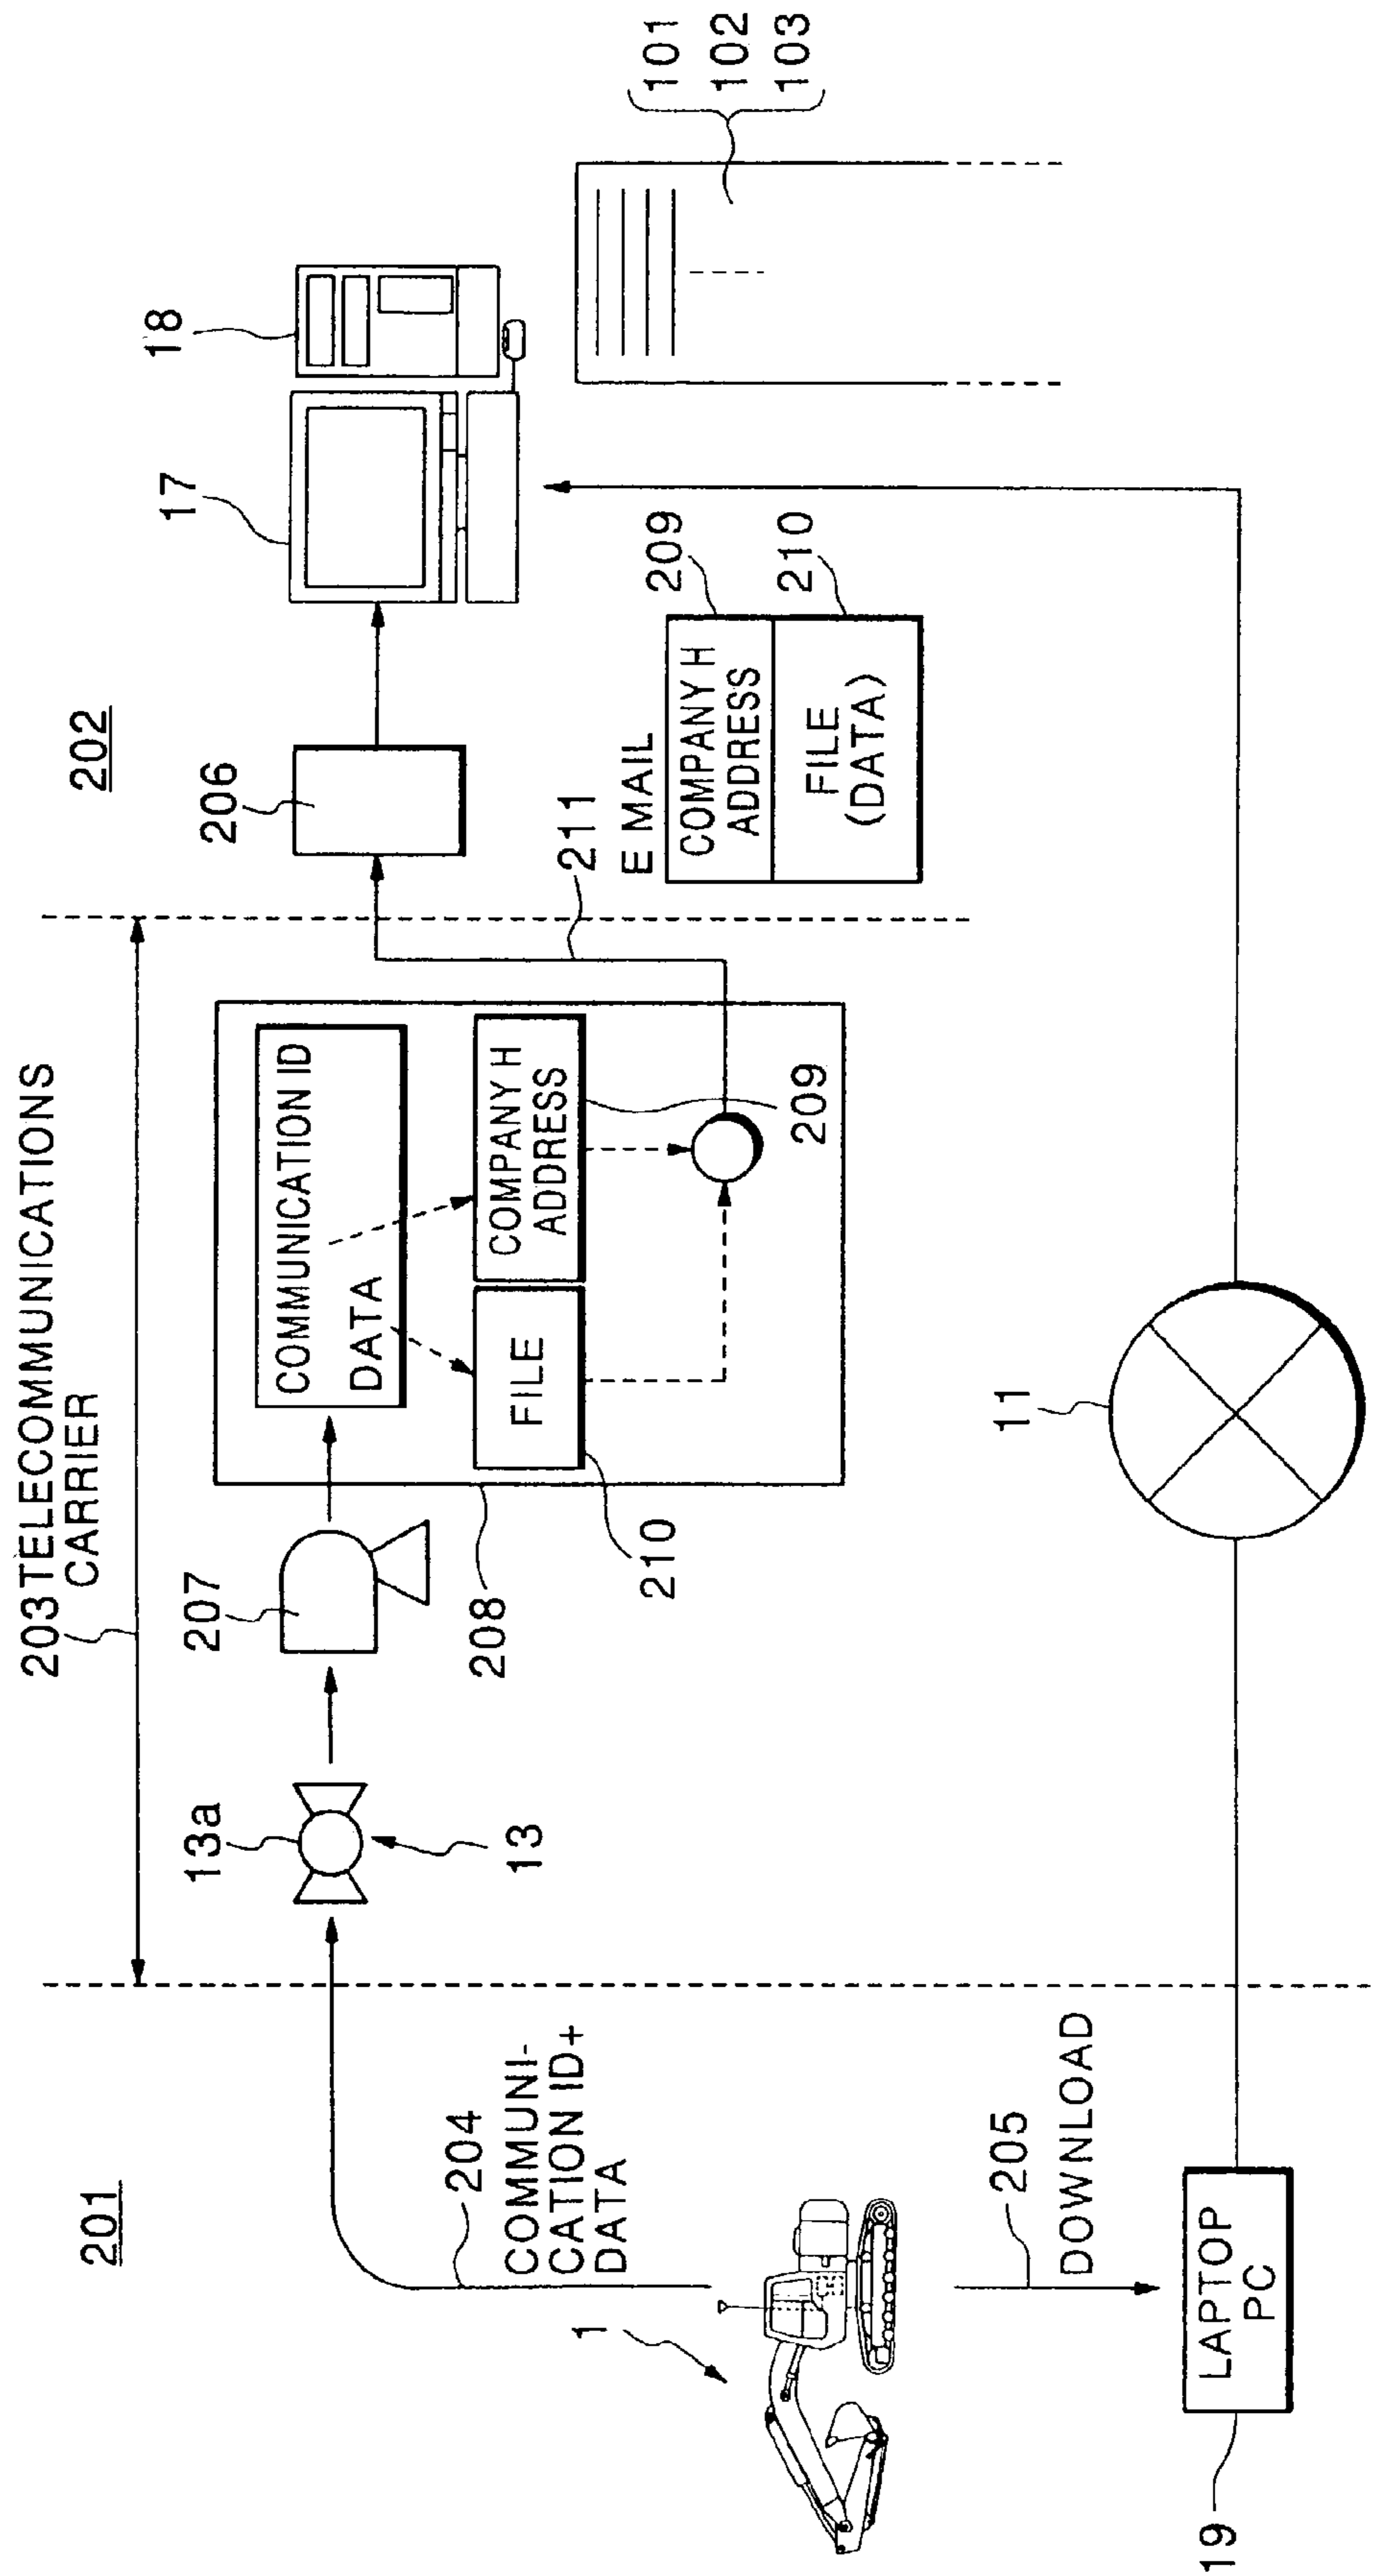 203 TELECOMMUNICATIONS
CARRIER
201
202
13a
207
206
17
18
13
208
COMMUNICATION ID
DATA
FILE
COMPANY H
ADDRESS
210
209
211
E MAIL
COMPANY H
ADDRESS
FILE
(DATA)
209
210
101
102
103
204
COMMUNI-
CATION ID+
DATA
1
205
DOWNLOAD
11
LAPTOP
PC
19